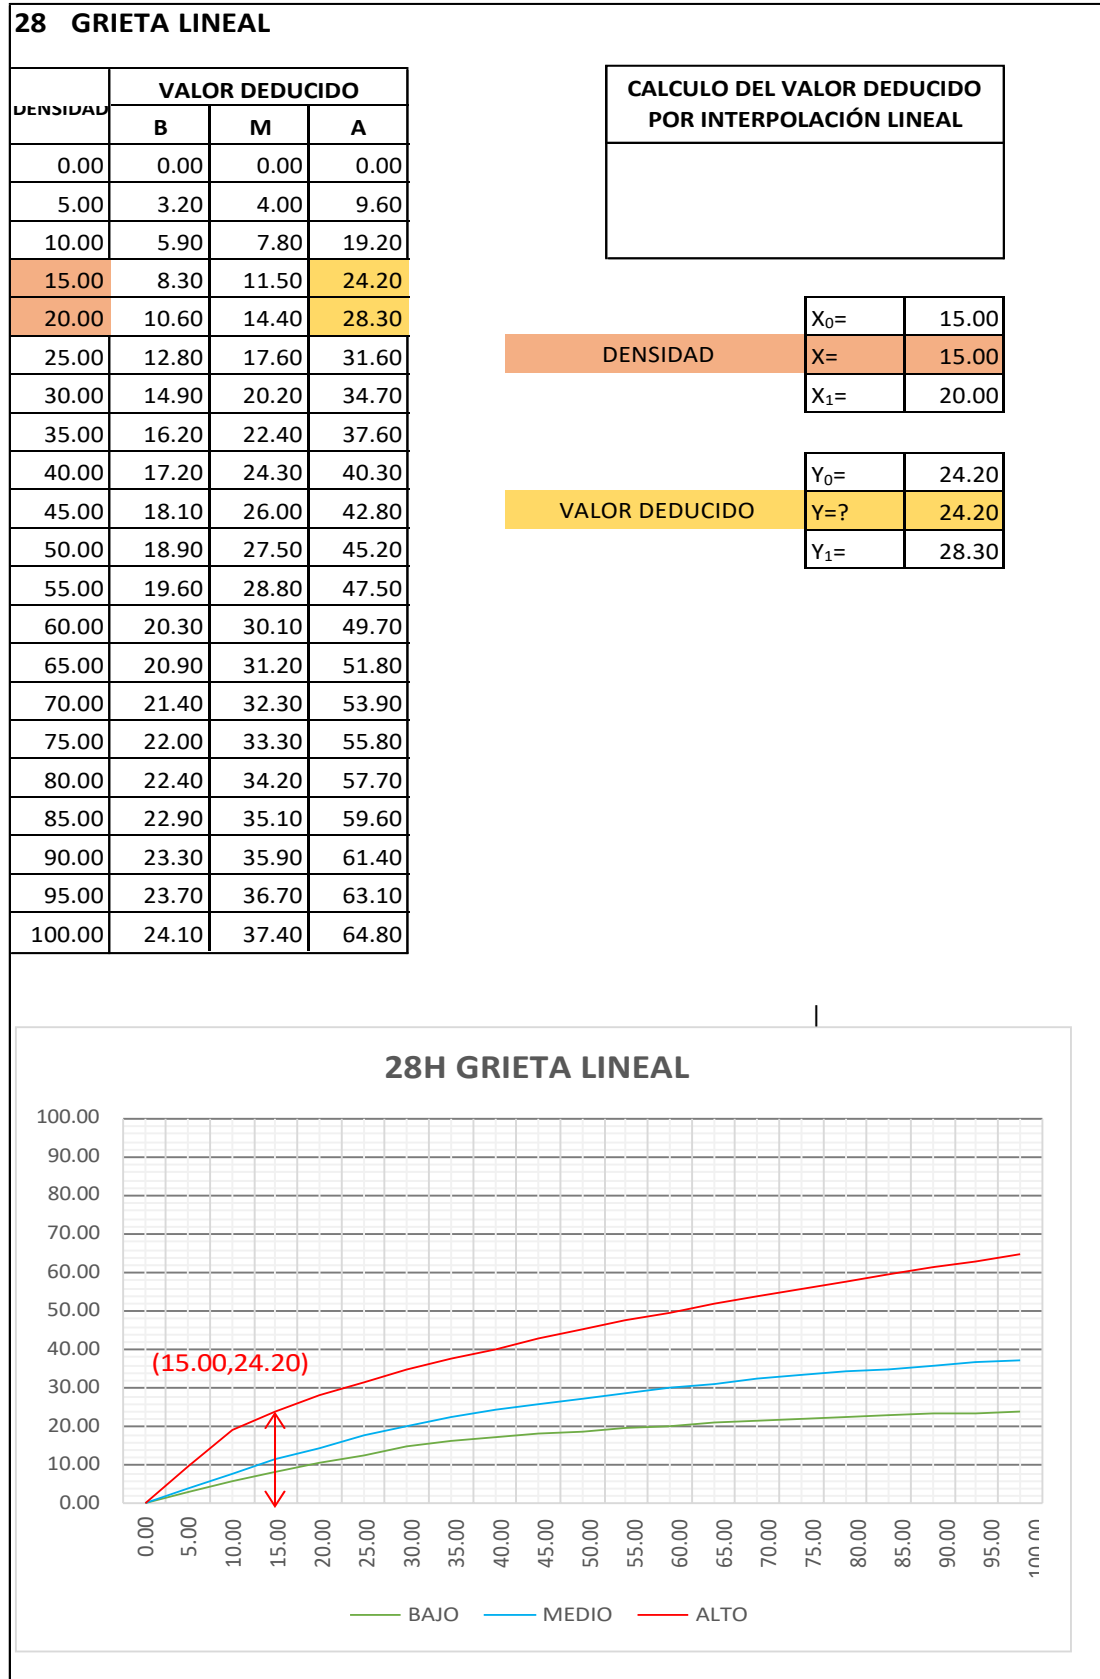 28 GRIETA LINEAL
DENSIDAD VALOR DEDUCIDO
B M A
0.00 0.00 0.00 0.00
5.00 3.20 4.00 9.60
10.00 5.90 7.80 19.20
15.00 8.30 11.50 24.20
20.00 10.60 14.40 28.30
25.00 12.80 17.60 31.60
30.00 14.90 20.20 34.70
35.00 16.20 22.40 37.60
40.00 17.20 24.30 40.30
45.00 18.10 26.00 42.80
50.00 18.90 27.50 45.20
55.00 19.60 28.80 47.50
60.00 20.30 30.10 49.70
65.00 20.90 31.20 51.80
70.00 21.40 32.30 53.90
75.00 22.00 33.30 55.80
80.00 22.40 34.20 57.70
85.00 22.90 35.10 59.60
90.00 23.30 35.90 61.40
95.00 23.70 36.70 63.10
100.00 24.10 37.40 64.80
CALCULO DEL VALOR DEDUCIDO
POR INTERPOLACIÓN LINEAL
X₀= 15.00
DENSIDAD X= 15.00
X₁= 20.00
Y₀= 24.20
VALOR DEDUCIDO Y=? 24.20
Y₁= 28.30
28H GRIETA LINEAL
100.00
90.00
80.00
70.00
60.00
50.00
40.00
30.00
20.00
10.00
0.00
(15.00,24.20)
0.00 5.00 10.00 15.00 20.00 25.00 30.00 35.00 40.00 45.00 50.00 55.00 60.00 65.00 70.00 75.00 80.00 85.00 90.00 95.00 100.00
BAJO MEDIO ALTO